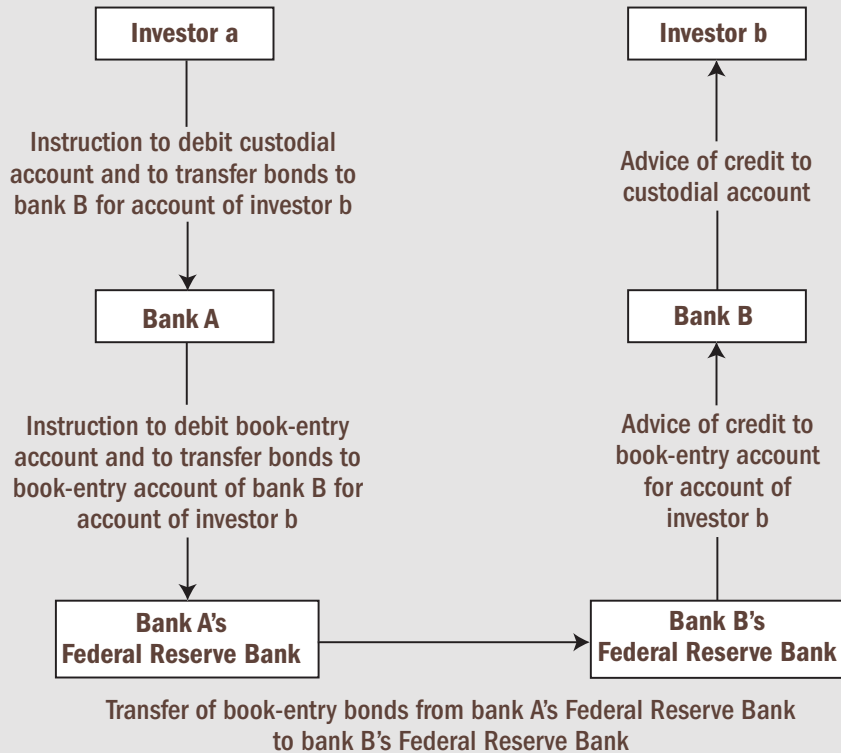 Investor a
Investor b
Instruction to debit custodial
account and to transfer bonds to
bank B for account of investor b
Advice of credit to
custodial account
Bank A
Bank B
Instruction to debit book-entry
account and to transfer bonds to
book-entry account of bank B for
account of investor b
Advice of credit to
book-entry account
for account of
investor b
Bank A’s
Federal Reserve Bank
Bank B’s
Federal Reserve Bank
Transfer of book-entry bonds from bank A’s Federal Reserve Bank
to bank B’s Federal Reserve Bank